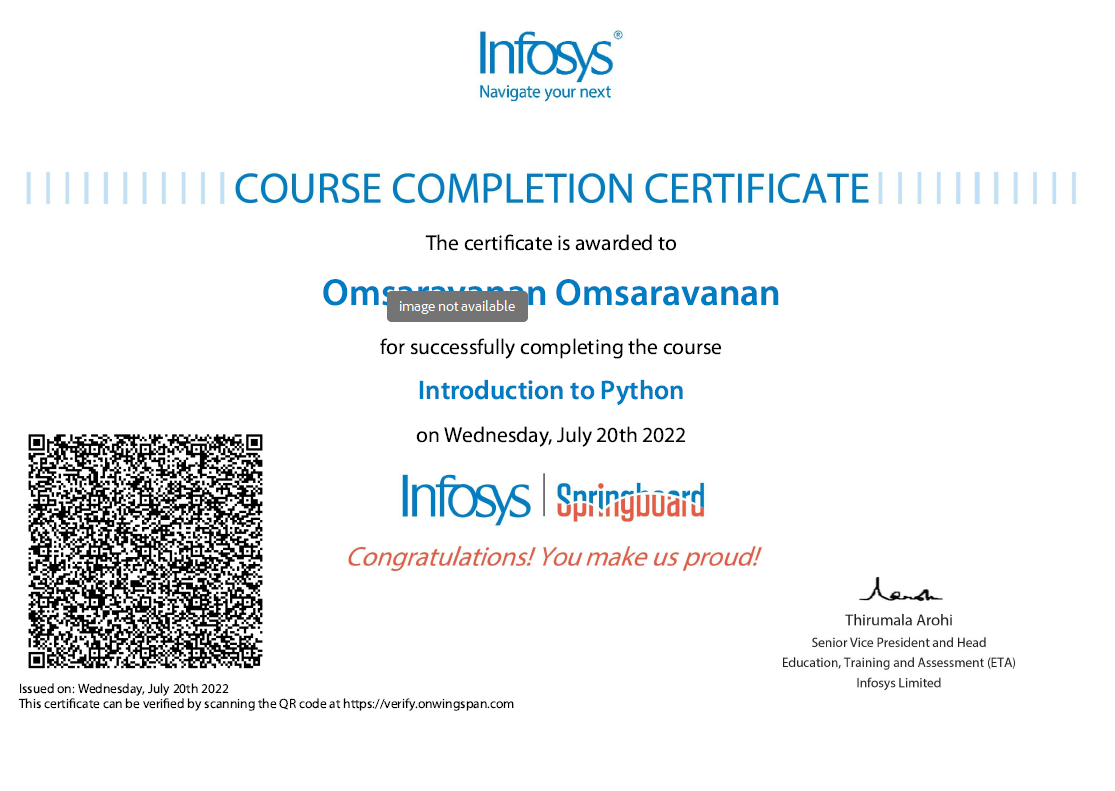 Infosys®
Navigate your next
COURSE COMPLETION CERTIFICATE
The certificate is awarded to
Omsaravanan Omsaravanan
image not available
for successfully completing the course
Introduction to Python
on Wednesday, July 20th 2022
Infosys | Springboard
Congratulations! You make us proud!
Thirumala Arohi
Senior Vice President and Head
Education, Training and Assessment (ETA)
Infosys Limited
Issued on: Wednesday, July 20th 2022
This certificate can be verified by scanning the QR code at https://verify.onwingspan.com